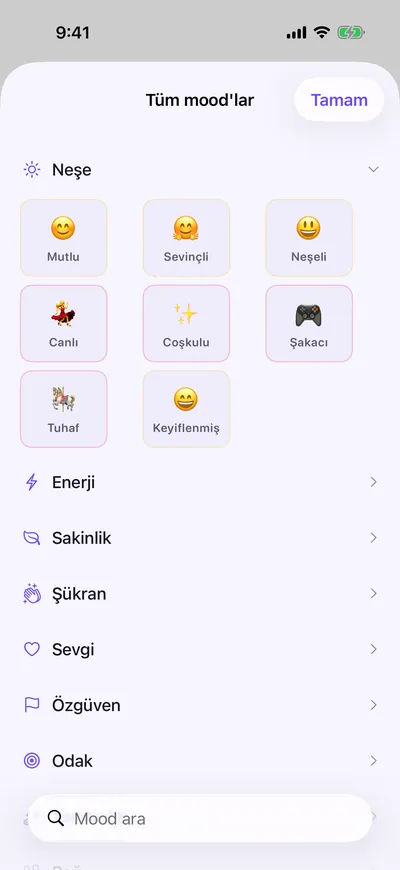 9:41
Tüm mood'lar
Tamam
Neşe
Mutlu
Sevinçli
Neşeli
Canlı
Coşkulu
Şakacı
Tuhaf
Keyiflenmiş
Enerji
Sakinlik
Şükran
Sevgi
Özgüven
Odak
Mood ara